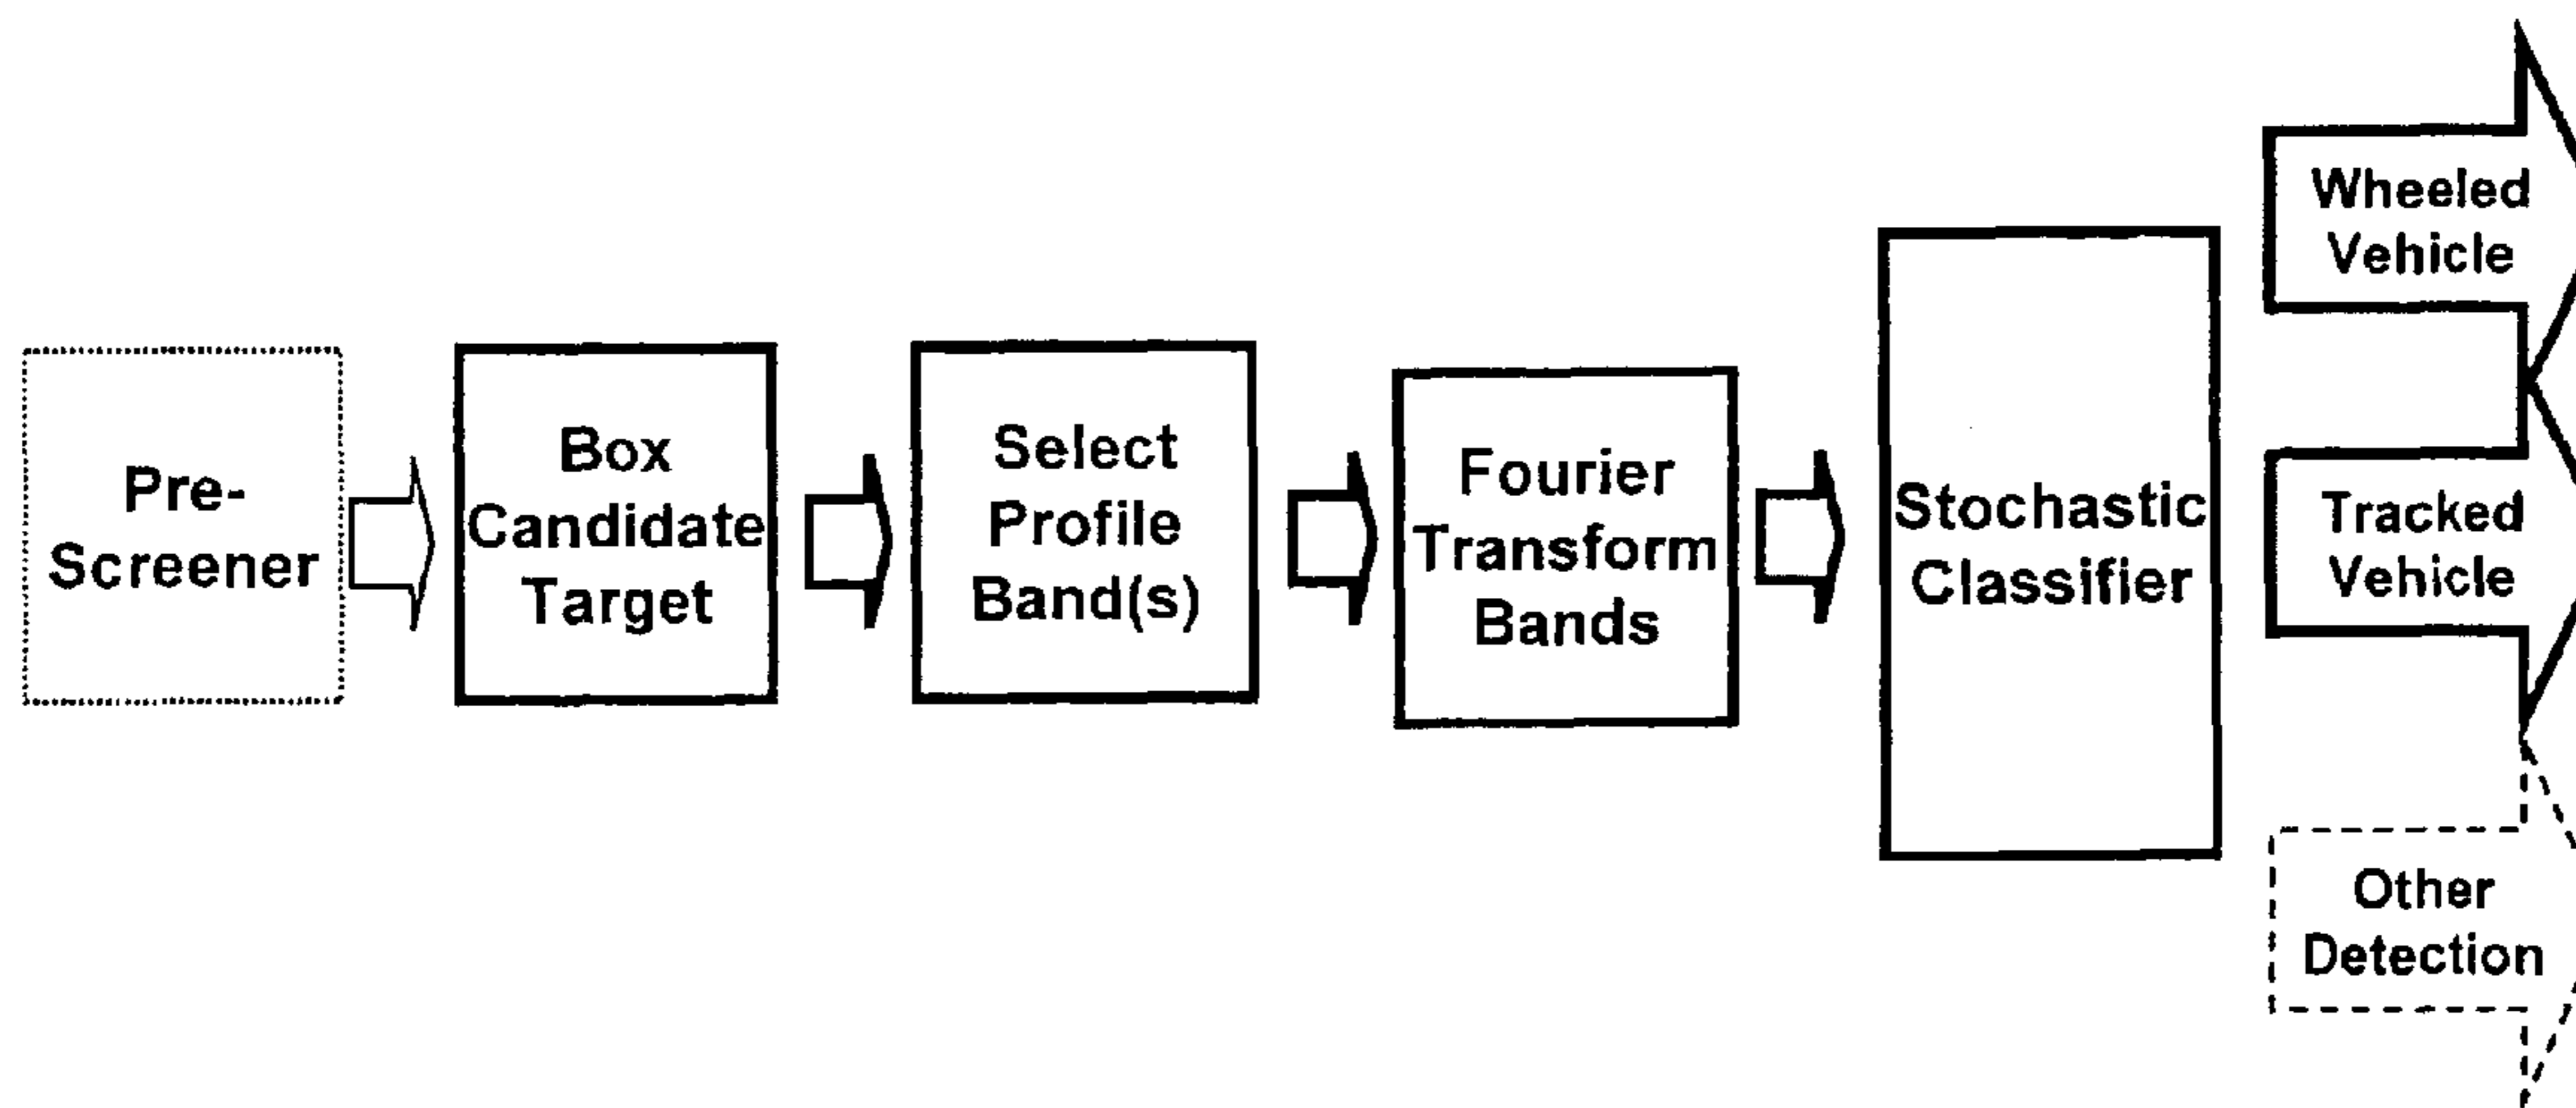 Pre-
Screener
Box
Candidate
Target
Select
Profile
Band(s)
Fourier
Transform
Bands
Stochastic
Classifier
Wheeled
Vehicle
Tracked
Vehicle
Other
Detection